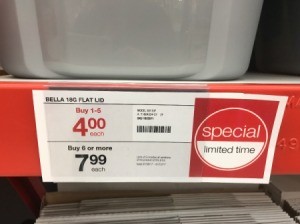 BELLA 18G FLAT LID
Buy 1-5
4.00
each
Buy 6 or more
7.99
each
special
limited time